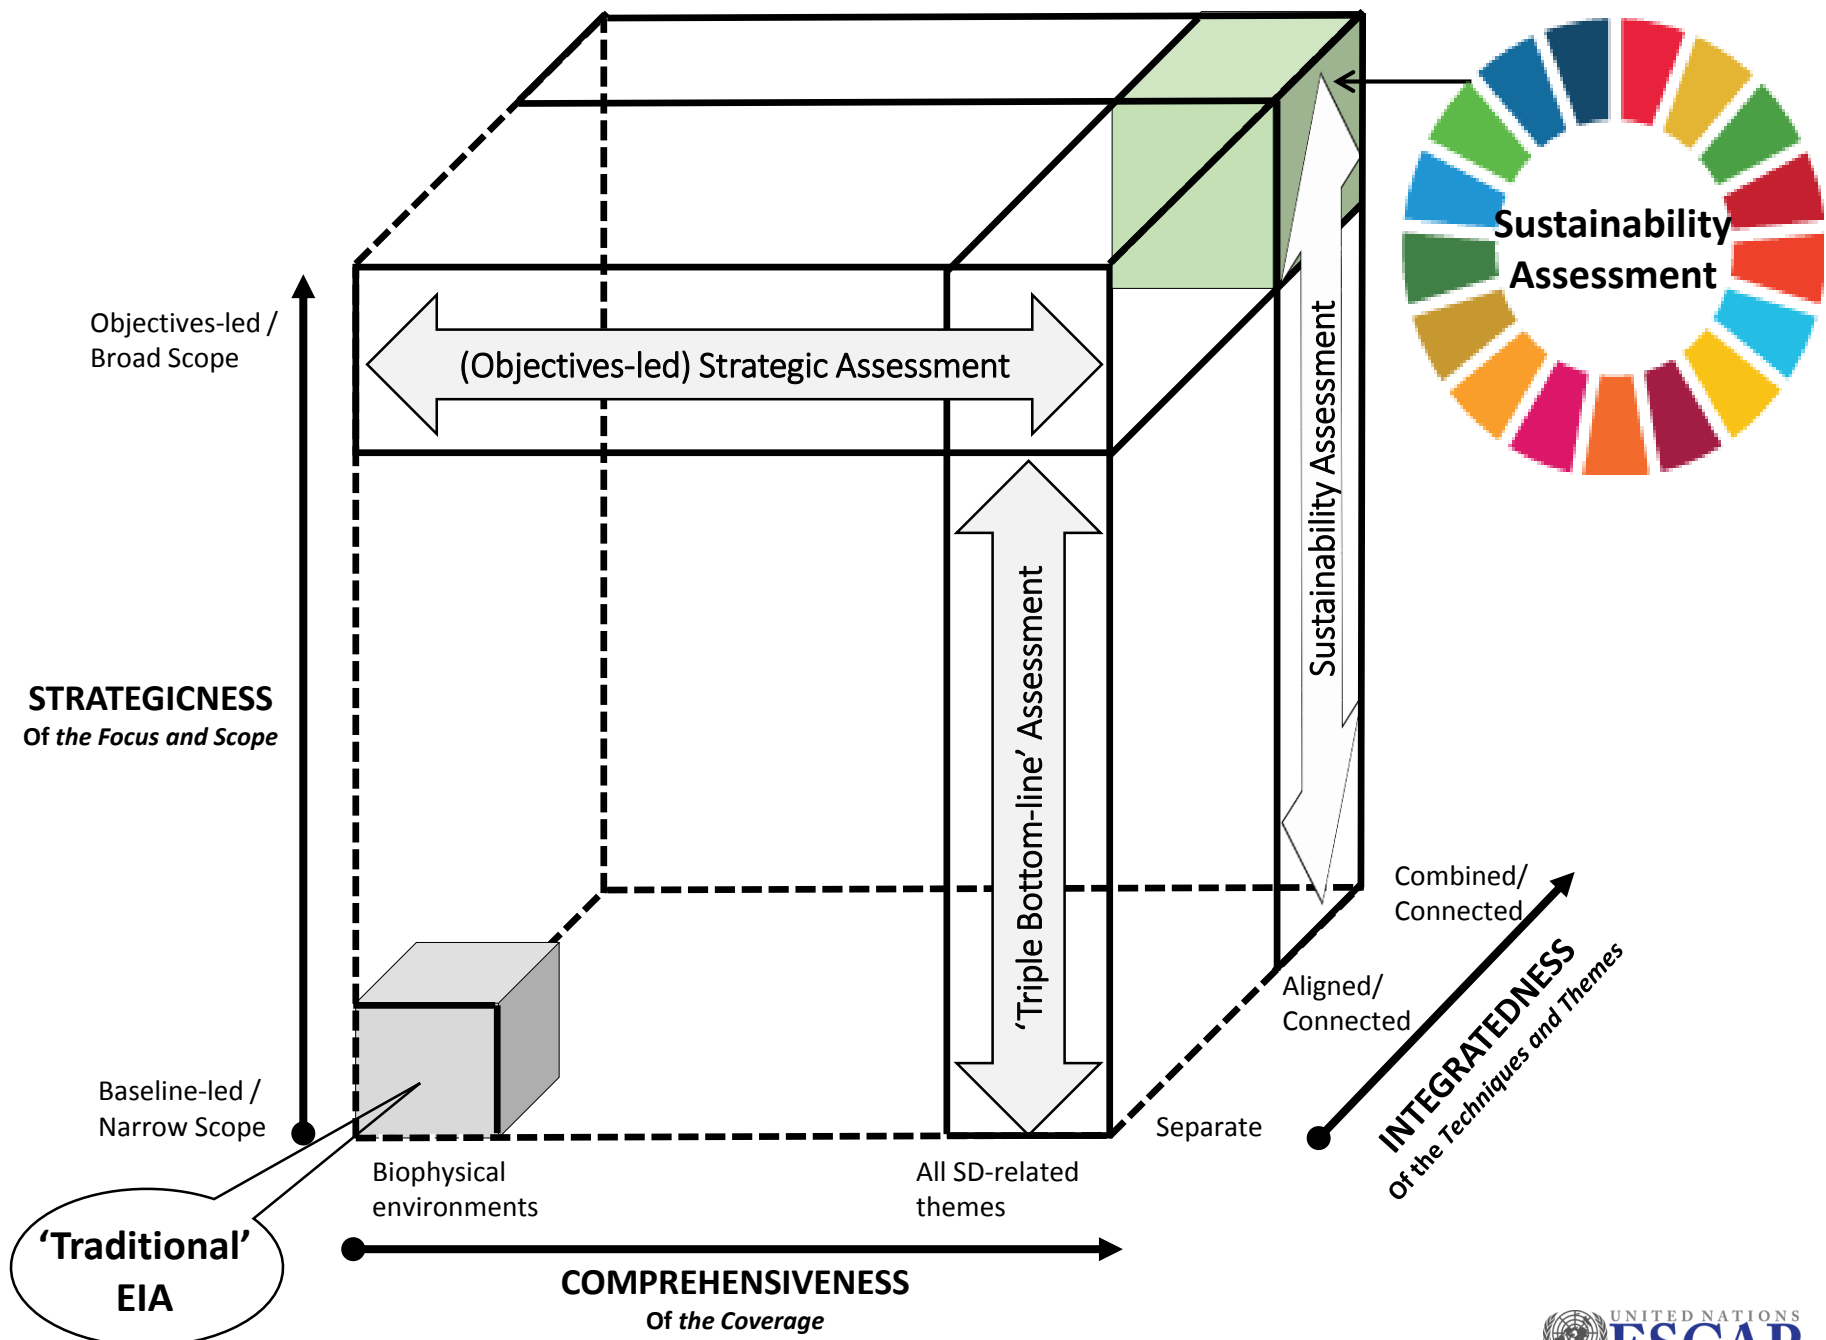 Sustainability
Assessment
Objectives-led /
Broad Scope
(Objectives-led) Strategic Assessment
Sustainability Assessment
'Triple Bottom-line' Assessment
STRATEGICNESS
Of the Focus and Scope
Combined/
Connected
Aligned/
Connected
INTEGRATEDNESS
Of the Techniques and Themes
Baseline-led /
Narrow Scope
Separate
Biophysical
environments
All SD-related
themes
‘Traditional’
EIA
COMPREHENSIVENESS
Of the Coverage
UNITED NATIONS
ESCAP